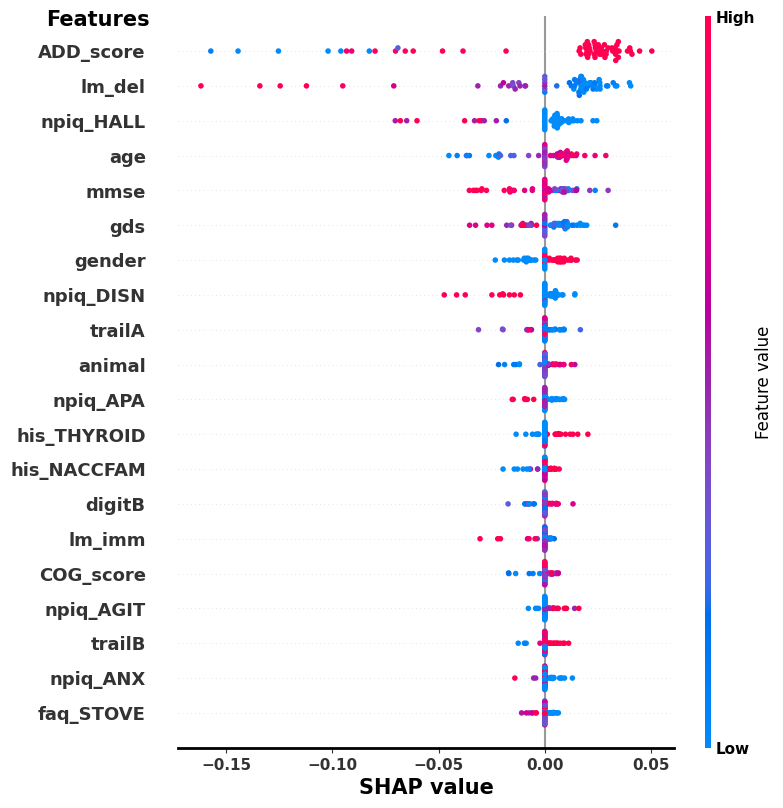 Features
High
ADD_score
lm_del
npiq_HALL
age
mmse
gds
gender
npiq_DISN
trailA
animal
npiq_APA
his_THYROID
his_NACCFAM
digitB
lm_imm
COG_score
npiq_AGIT
trailB
npiq_ANX
faq_STOVE
Feature value
Low
−0.15 −0.10 −0.05 0.00 0.05
SHAP value